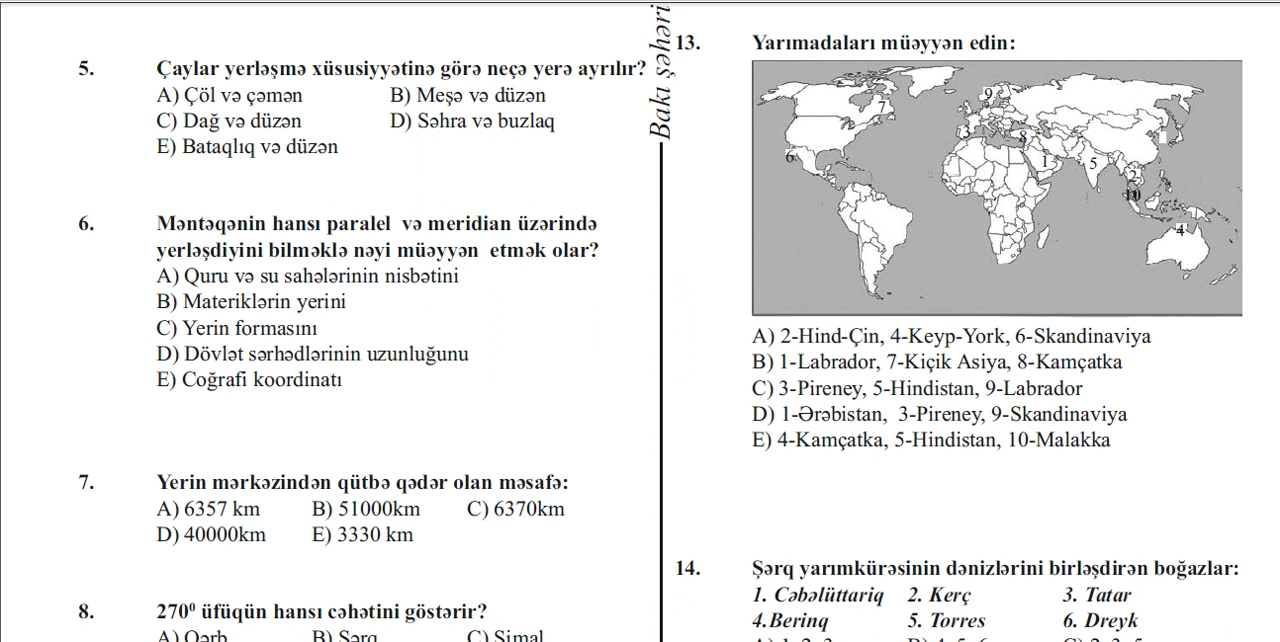 5. Çaylar yerləşmə xüsusiyyətinə görə neçə yerə ayrılır?
A) Çöl və çəmən B) Meşə və düzən
C) Dağ və düzən D) Səhra və buzlaq
E) Bataqlıq və düzən
6. Məntəqənin hansı paralel və meridian üzərində
yerləşdiyini bilməklə nəyi müəyyən etmək olar?
A) Quru və su sahələrinin nisbətini
B) Materiklərin yerini
C) Yerin formasını
D) Dövlət sərhədlərinin uzunluğunu
E) Coğrafi koordinatı
7. Yerin mərkəzindən qütbə qədər olan məsafə:
A) 6357 km B) 51000km C) 6370km
D) 40000km E) 3330 km
8. 270⁰ üfüqün hansı cəhətini göstərir?
A) Qərb B) Şərq C) Şimal
Bakı şəhəri
13. Yarımadaları müəyyən edin:
9
7
3
8
6
1
5
2
10
4
A) 2-Hind-Çin, 4-Keyp-York, 6-Skandinaviya
B) 1-Labrador, 7-Kiçik Asiya, 8-Kamçatka
C) 3-Pireney, 5-Hindistan, 9-Labrador
D) 1-Ərəbistan, 3-Pireney, 9-Skandinaviya
E) 4-Kamçatka, 5-Hindistan, 10-Malakka
14. Şərq yarımkürəsinin dənizlərini birləşdirən boğazlar:
1. Cəbəlüttariq 2. Kerç 3. Tatar
4.Berinq 5. Torres 6. Dreyk